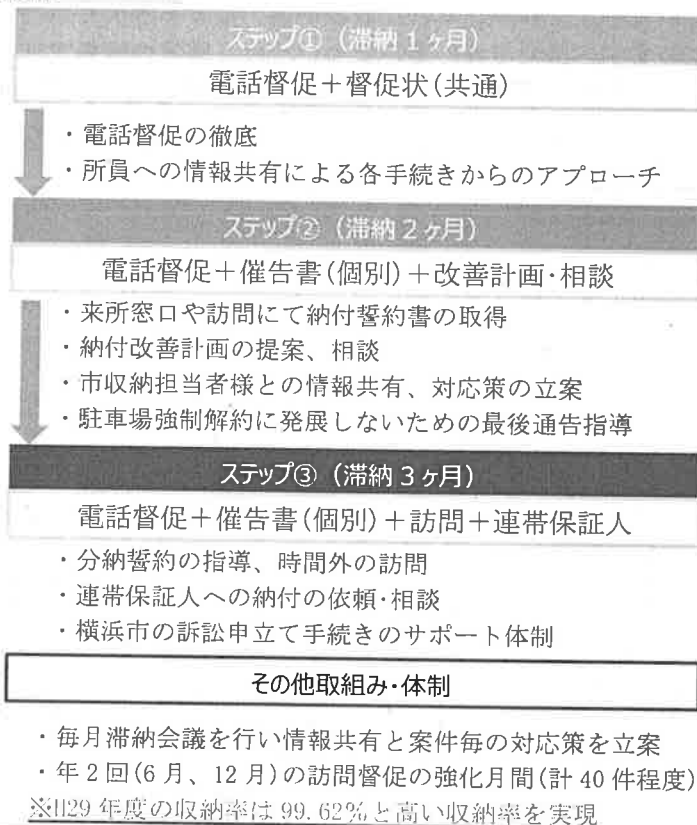 ステップ①（滞納１ヶ月）
電話督促＋督促状(共通)
・電話督促の徹底
・所員への情報共有による各手続きからのアプローチ
ステップ②（滞納２ヶ月）
電話督促＋催告書(個別)＋改善計画･相談
・来所窓口や訪問にて納付誓約書の取得
・納付改善計画の提案、相談
・市収納担当者様との情報共有、対応策の立案
・駐車場強制解約に発展しないための最後通告指導
ステップ③（滞納３ヶ月）
電話督促＋催告書(個別)＋訪問＋連帯保証人
・分納誓約の指導、時間外の訪問
・連帯保証人への納付の依頼･相談
・横浜市の訴訟申立て手続きのサポート体制
その他取組み･体制
・毎月滞納会議を行い情報共有と案件毎の対応策を立案
・年２回(6月、12月)の訪問督促の強化月間(計40件程度)
※H29年度の収納率は99.62%と高い収納率を実現